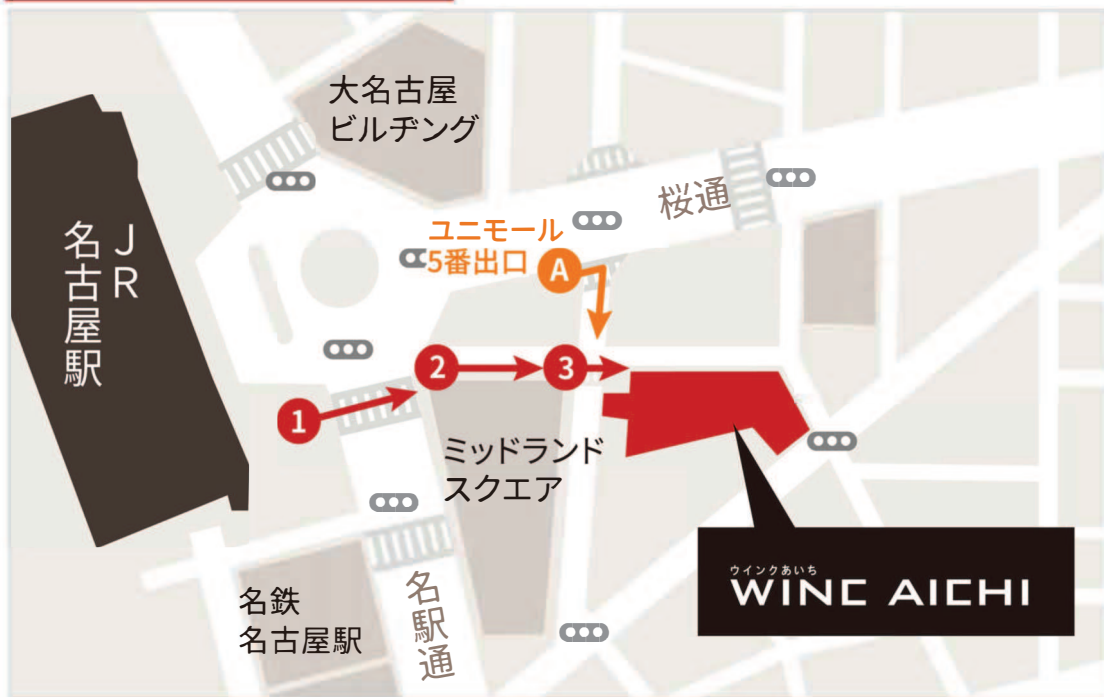 大名古屋
ビルヂング
桜通
ユニモール
5番出口
A
JR
名古屋駅
2
3
1
ミッドランド
スクエア
ウインクあいち
WINC AICHI
名鉄
名古屋駅
名駅通